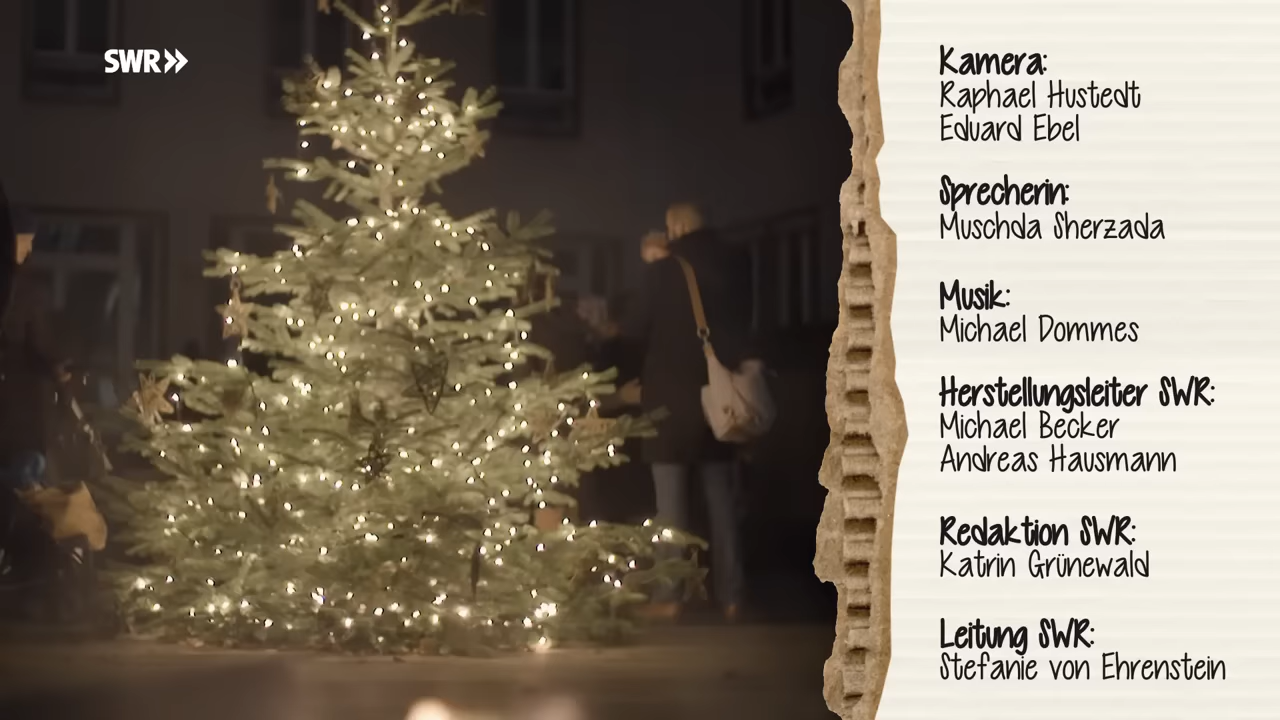 SWR»
Kamera:
Raphael Hustedt
Eduard Ebel
Sprecherin:
Muschda Sherzada
Musik:
Michael Dommes
Herstellungsleiter SWR:
Michael Becker
Andreas Hausmann
Redaktion SWR:
Katrin Grünewald
Leitung SWR:
Stefanie von Ehrenstein